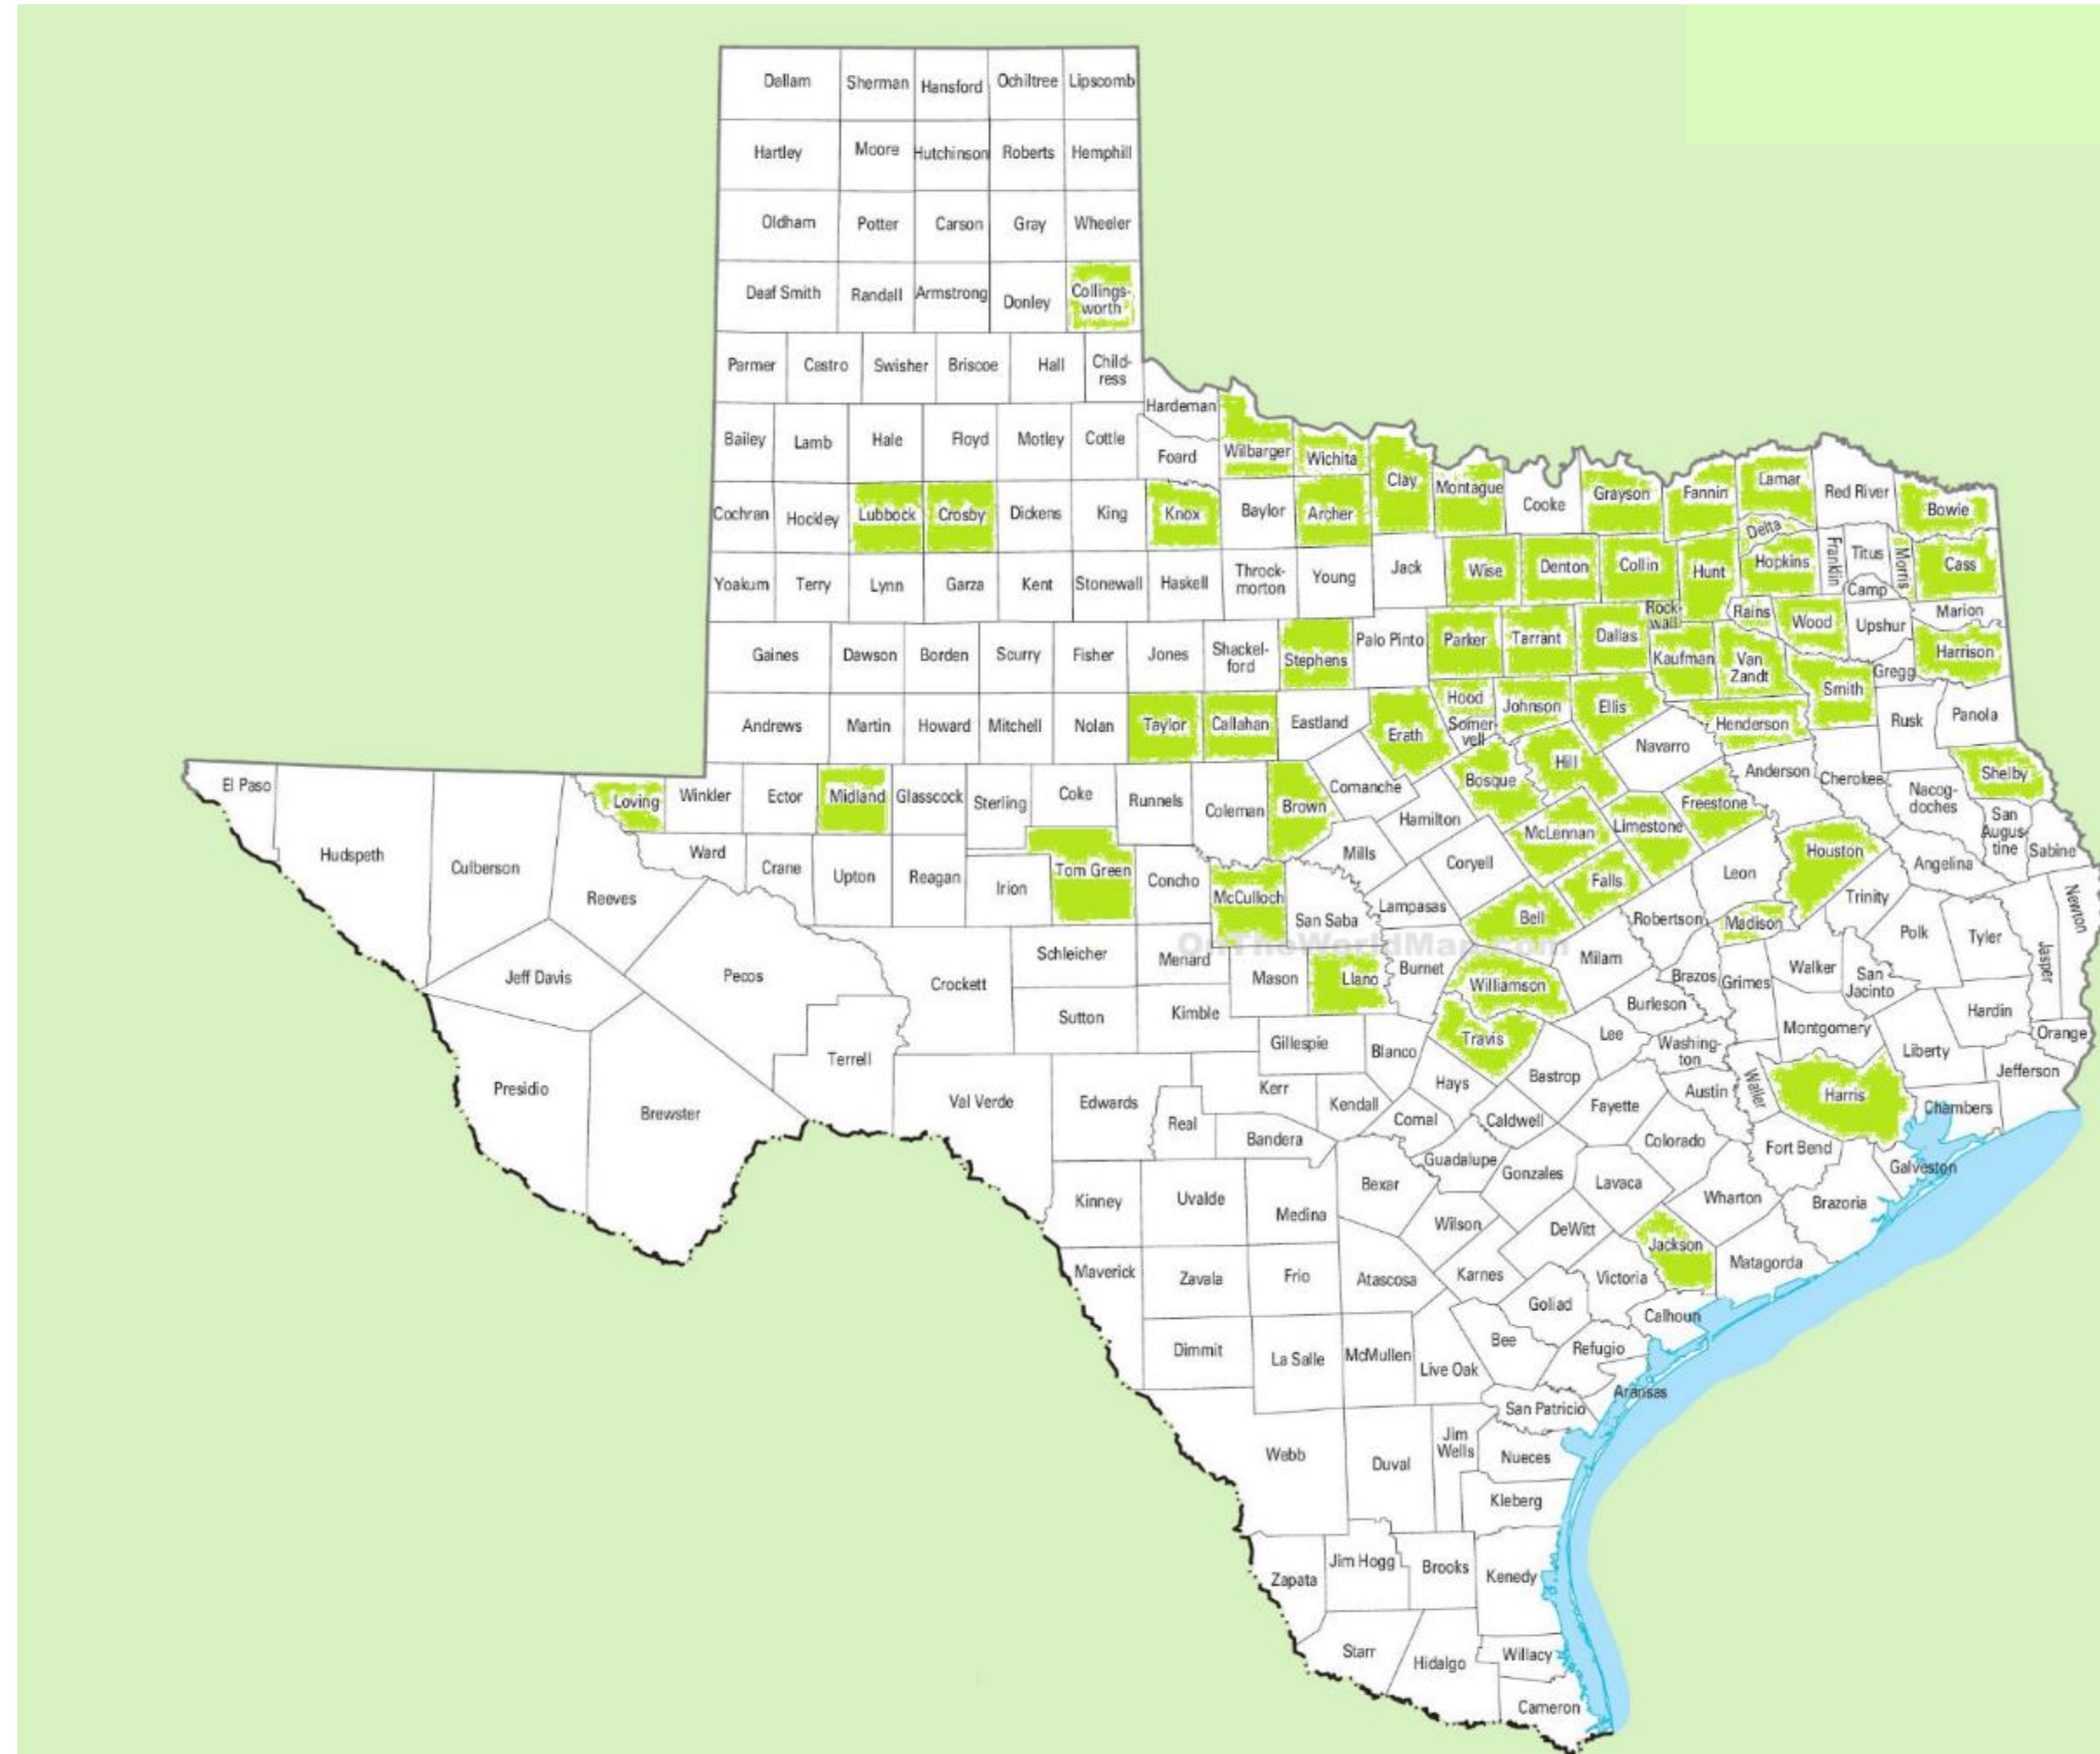 Dallam
Sherman
Hansford
Ochiltree
Lipscomb
Hartley
Moore
Hutchinson
Roberts
Hemphill
Oldham
Potter
Carson
Gray
Wheeler
Deaf Smith
Randall
Armstrong
Donley
Collings-
worth
Parmer
Castro
Swisher
Briscoe
Hall
Child-
ress
Hardeman
Bailey
Lamb
Hale
Floyd
Motley
Cottle
Foard
Wilbarger
Wichita
Clay
Montague
Cooke
Grayson
Fannin
Lamar
Red River
Bowie
Cochran
Hockley
Lubbock
Crosby
Dickens
King
Knox
Baylor
Archer
Delta
Franklin
Titus
Morris
Cass
Yoakum
Terry
Lynn
Garza
Kent
Stonewall
Haskell
Throck-
morton
Young
Jack
Wise
Denton
Collin
Hunt
Hopkins
Camp
Marion
Rock-
wall
Rains
Wood
Upshur
Gaines
Dawson
Borden
Scurry
Fisher
Jones
Shackel-
ford
Stephens
Palo Pinto
Parker
Tarrant
Dallas
Kaufman
Van
Zandt
Harrison
Gregg
Smith
Andrews
Martin
Howard
Mitchell
Nolan
Taylor
Callahan
Eastland
Erath
Hood
Somer-
vell
Johnson
Ellis
Henderson
Rusk
Panola
Navarro
El Paso
Loving
Winkler
Ector
Midland
Glasscock
Sterling
Coke
Runnels
Coleman
Brown
Comanche
Bosque
Hill
Freestone
Anderson
Cherokee
Nacog-
doches
Shelby
San
Augus-
tine
Sabine
Hudspeth
Culberson
Reeves
Ward
Crane
Upton
Reagan
Irion
Tom Green
Concho
McCulloch
Mills
Hamilton
Coryell
McLennan
Limestone
Falls
Leon
Houston
Angelina
Trinity
Newton
San Saba
Lampasas
Bell
Robertson
Madison
Polk
Tyler
Jasper
OnTheWorldMap.com
Jeff Davis
Pecos
Crockett
Schleicher
Menard
Mason
Llano
Burnet
Williamson
Milam
Brazos
Grimes
Walker
San
Jacinto
Hardin
Orange
Sutton
Kimble
Gillespie
Blanco
Travis
Lee
Burleson
Washing-
ton
Montgomery
Liberty
Jefferson
Terrell
Presidio
Brewster
Val Verde
Edwards
Real
Kerr
Kendall
Bandera
Hays
Comal
Bastrop
Caldwell
Fayette
Austin
Waller
Harris
Chambers
Colorado
Fort Bend
Galveston
Guadalupe
Gonzales
Lavaca
Wharton
Brazoria
Kinney
Uvalde
Medina
Bexar
Wilson
DeWitt
Jackson
Matagorda
Maverick
Zavala
Frio
Atascosa
Karnes
Victoria
Goliad
Calhoun
Dimmit
La Salle
McMullen
Live Oak
Bee
Refugio
Aransas
San Patricio
Webb
Duval
Jim
Wells
Nueces
Kleberg
Zapata
Jim Hogg
Brooks
Kenedy
Starr
Hidalgo
Willacy
Cameron